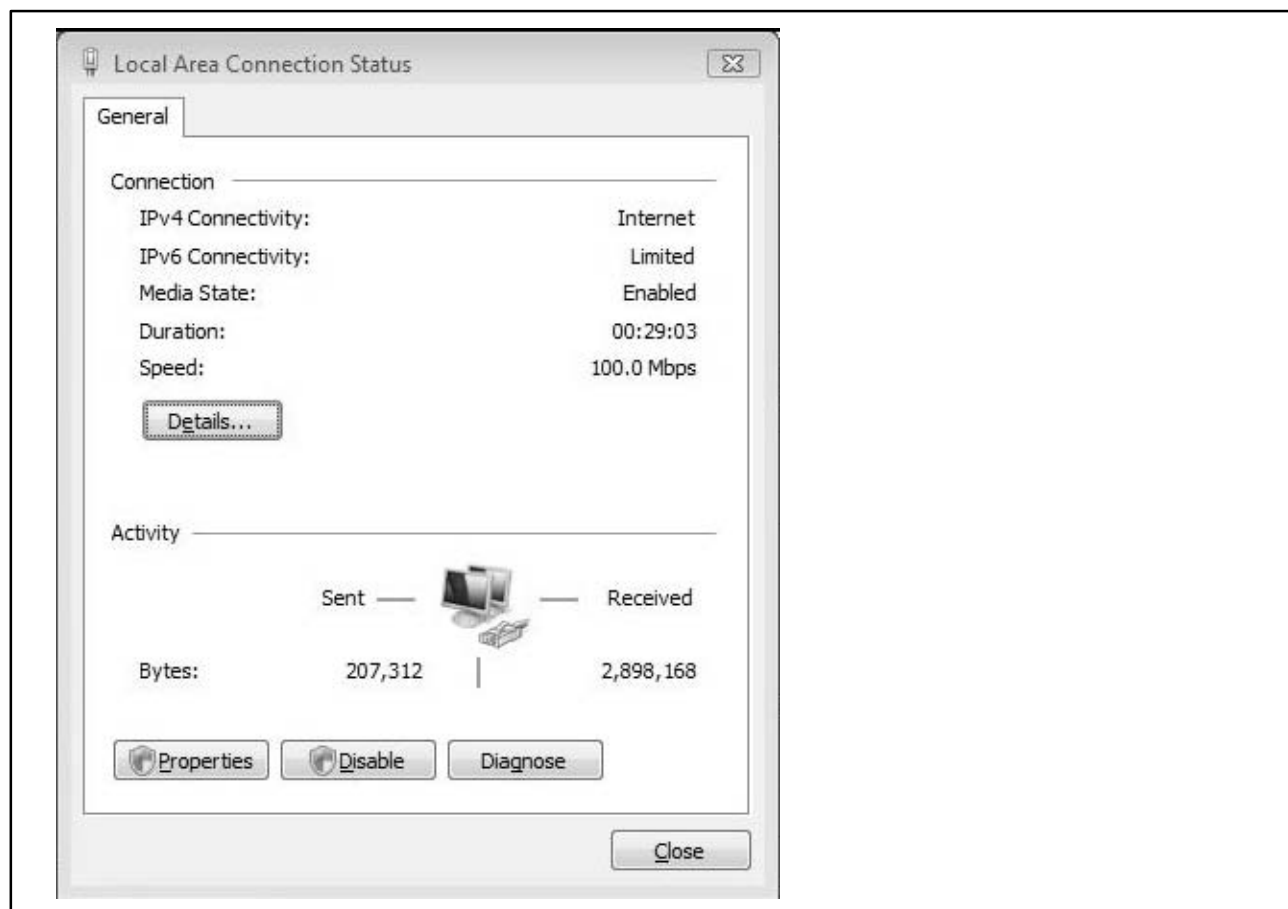 Local Area Connection Status
General
Connection
IPv4 Connectivity: Internet
IPv6 Connectivity: Limited
Media State: Enabled
Duration: 00:29:03
Speed: 100.0 Mbps
Details...
Activity
Sent Received
Bytes: 207,312 2,898,168
Properties Disable Diagnose
Close